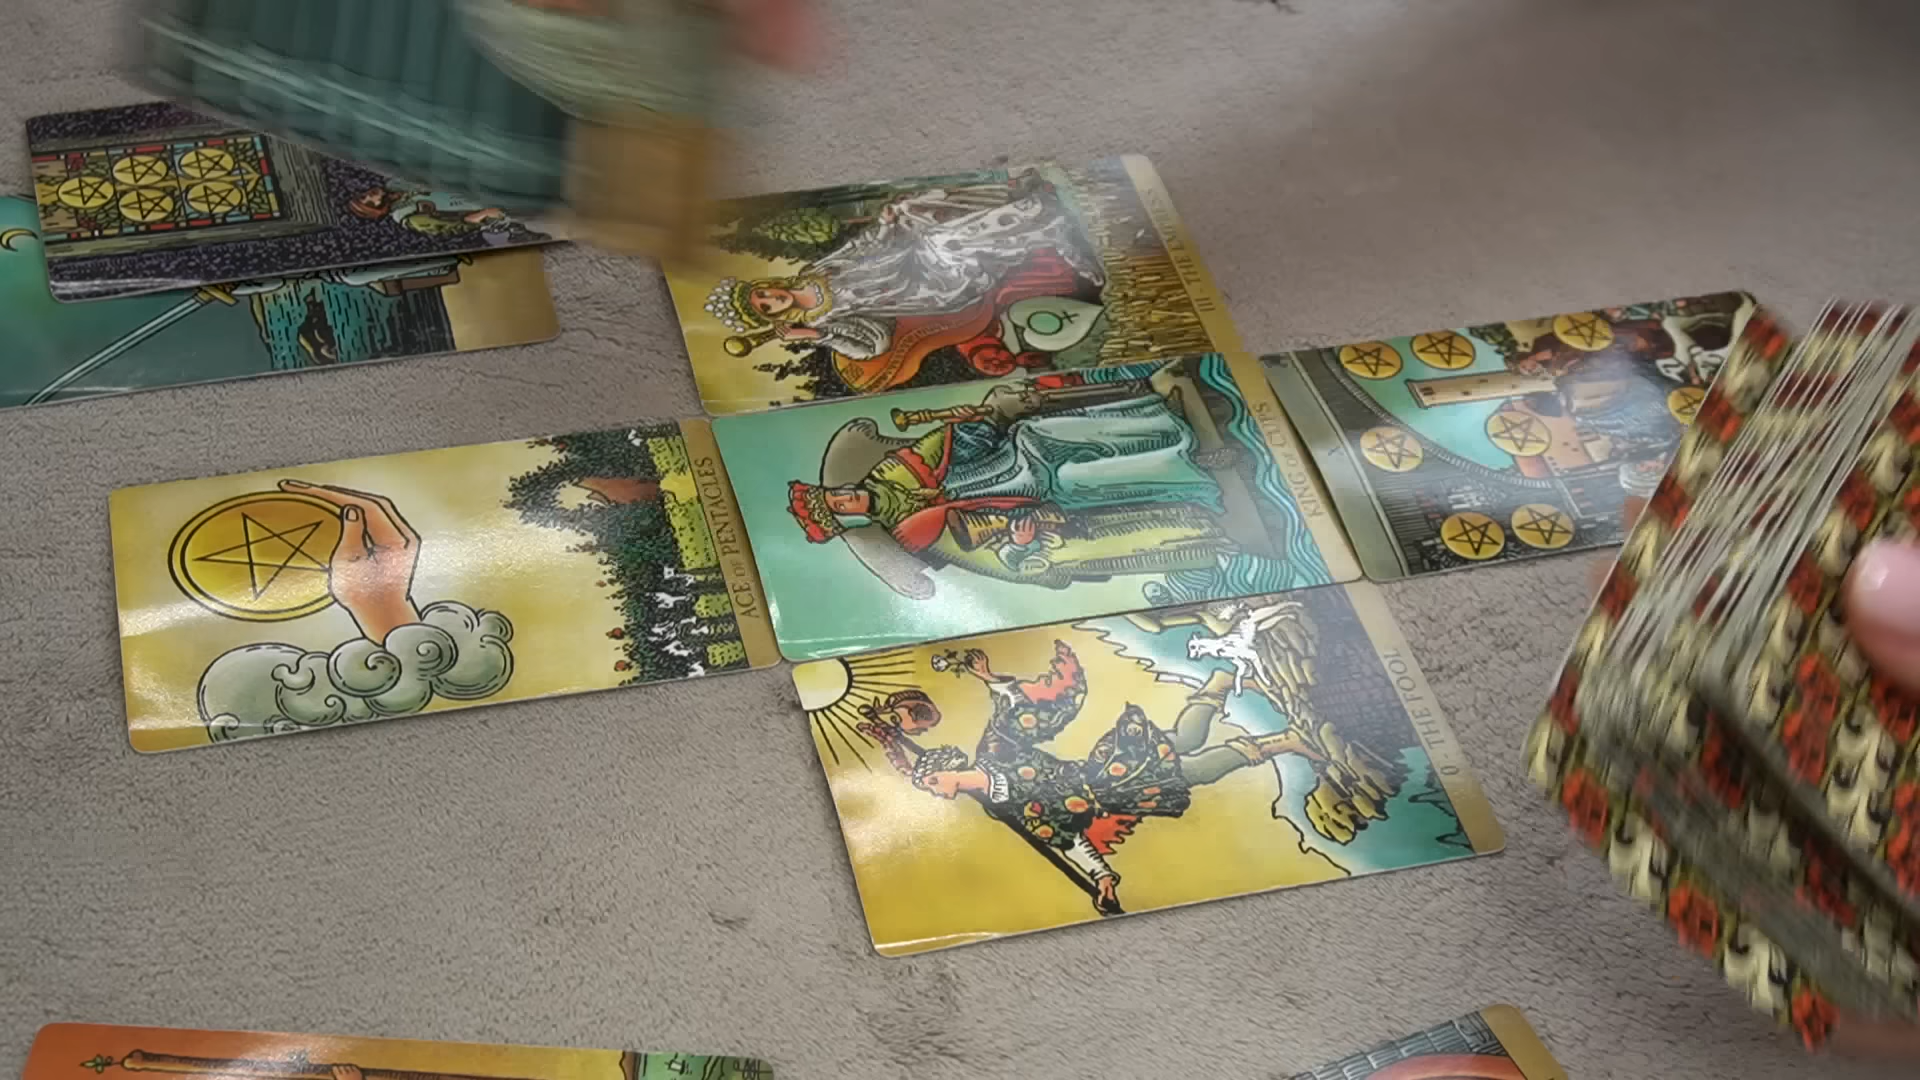 III · THE EMPRESS
ACE OF PENTACLES
KING OF CUPS
0 · THE FOOL